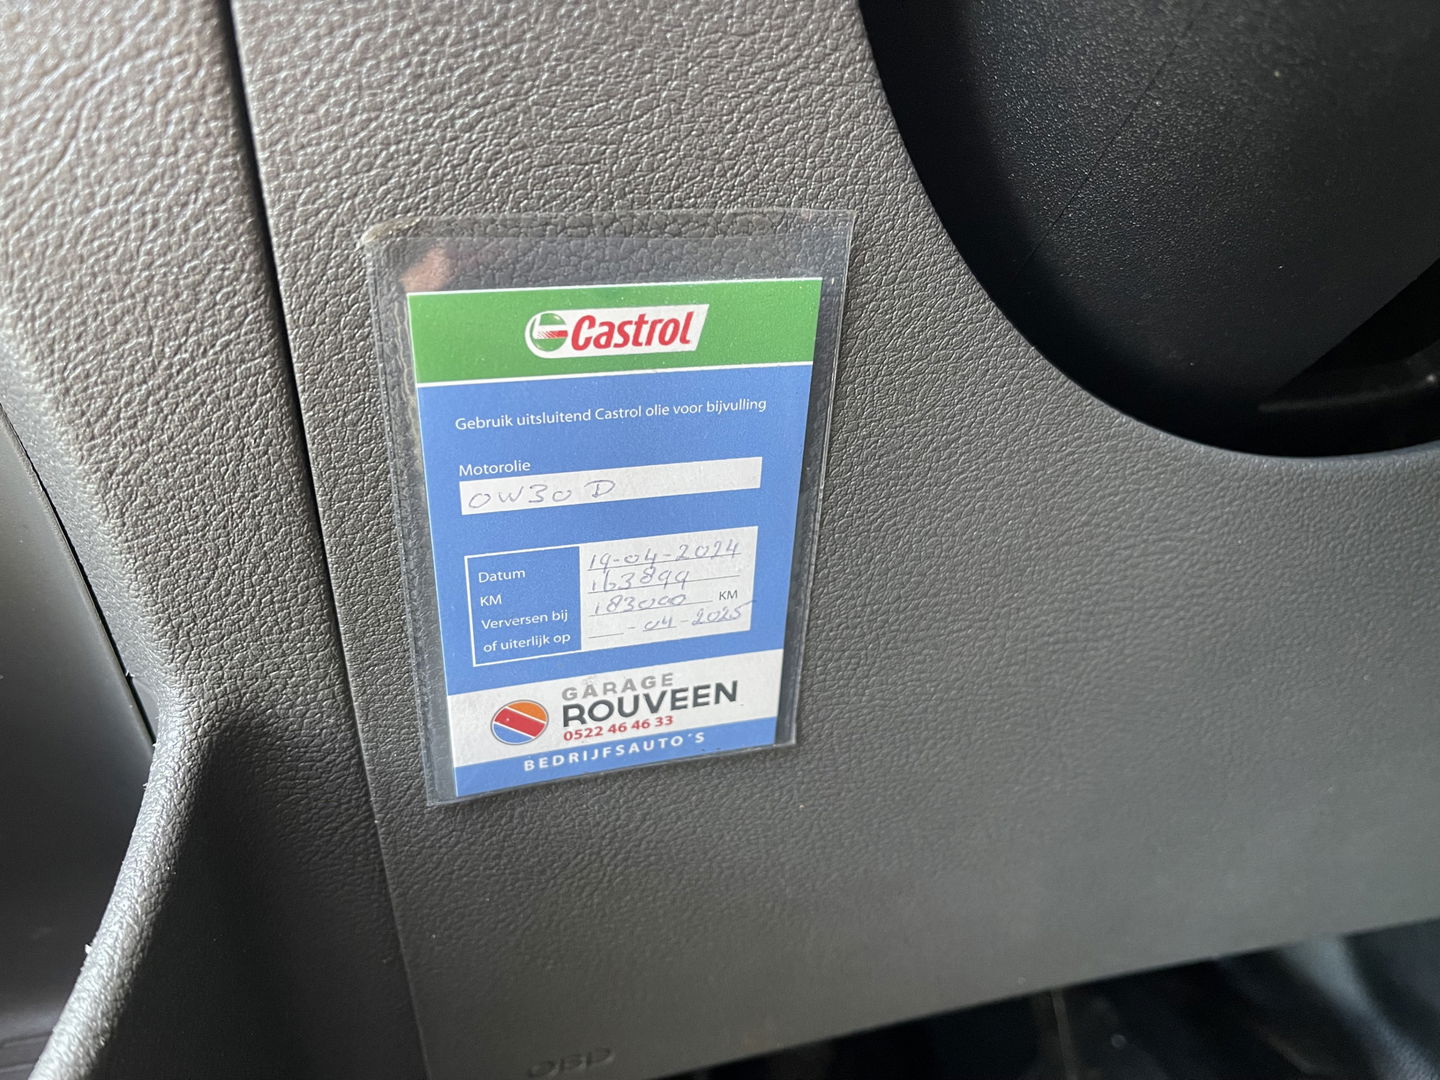 Castrol
Gebruik uitsluitend Castrol olie voor bijvulling
Motorolie
0W30 D
Datum 19-04-2024
KM 163899
Verversen bij 183000 KM
of uiterlijk op - 04 - 2025
GARAGE
ROUVEEN
0522 46 46 33
BEDRIJFSAUTO'S
OBD